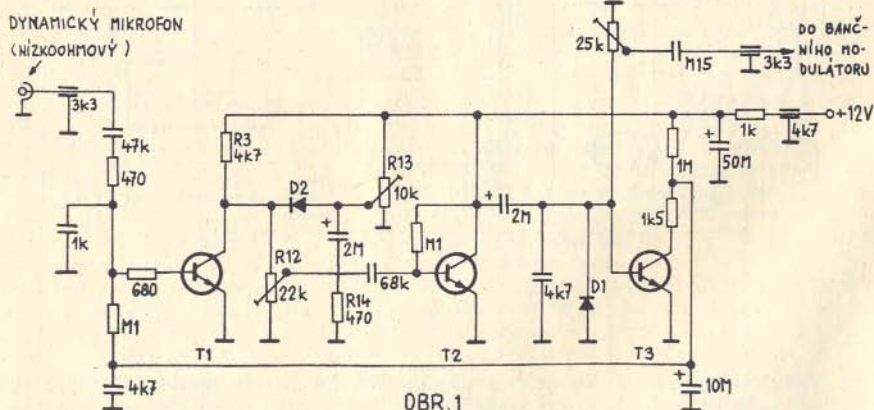 DYNAMICKÝ MIKROFON
(NÍZKOOHMOVÝ)
3k3
47k
470
1k
680
M1
4k7
T1
R3
4k7
D2
R12
22k
+
2M
R14
470
R13
10k
68k
M1
T2
+
2M
4k7
D1
25k
M15
3k3
DO BANČ-
NÍHO MO-
DULÁTORU
1M
1k5
T3
+
50M
1k
4k7
+12V
+
10M
OBR.1